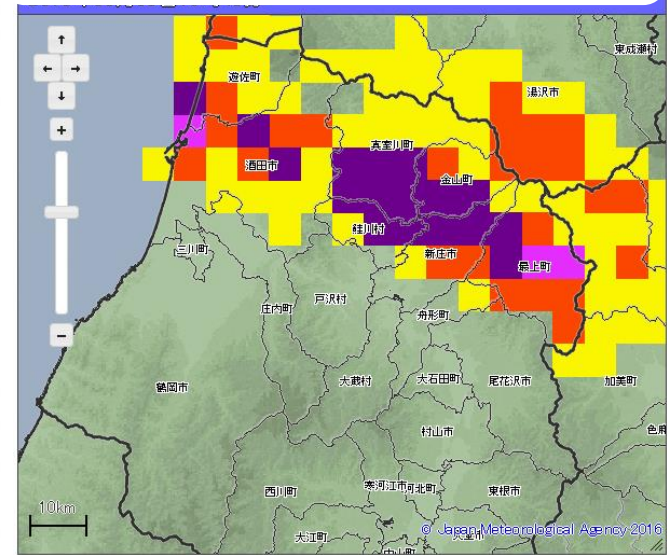 ↑
東成瀬村
← →
遊佐町
↓
湯沢市
+
真室川町
酒田市
金山町
鮭川村
三川町
新庄市
最上町
戸沢村
庄内町
舟形町
−
鶴岡市
大蔵村
大石田町
尾花沢市
加美町
村山市
寒河江市
河北町
西川町
東根市
10km
大江町
© Japan Meteorological Agency 2016